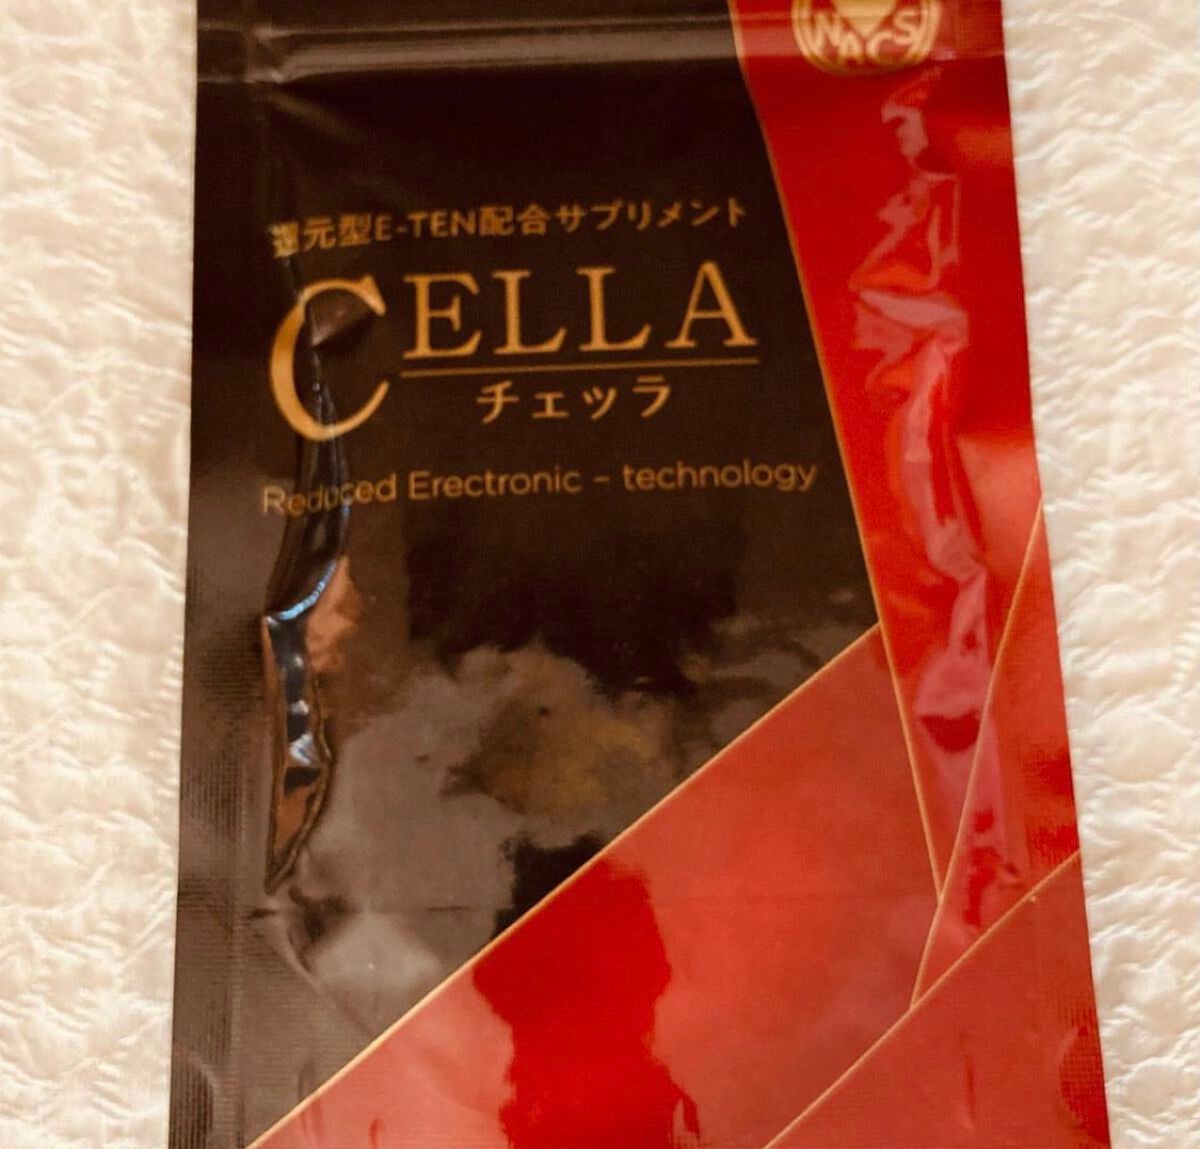 WACS
還元型E-TEN配合サプリメント
CELLA
チェッラ
Reduced Erectronic - technology